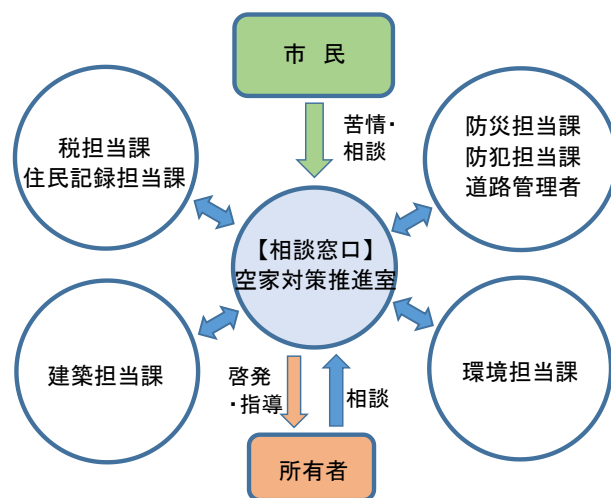 市 民
苦情・
相談
税担当課
住民記録担当課
防災担当課
防犯担当課
道路管理者
【相談窓口】
空家対策推進室
建築担当課
環境担当課
啓発
・指導
相談
所有者